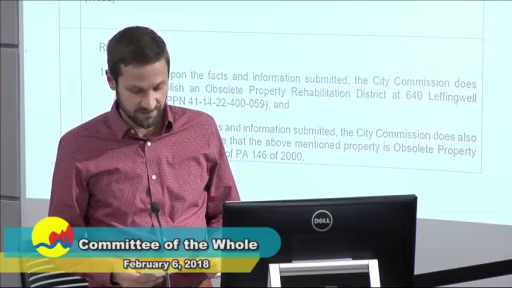 upon the facts and information submitted, the City Commission does
an Obsolete Property Rehabilitation District at 640 Leffingwell
PPN 41-14-22-400-059); and
s and information submitted, the City Commission does also
e that the above mentioned property is Obsolete Property
of PA 146 of 2000.
DELL
Committee of the Whole
February 6, 2018